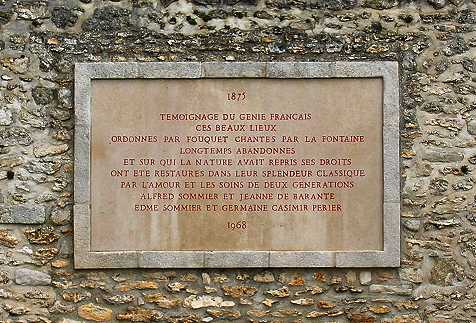 1875
TEMOIGNAGE DU GENIE FRANCAIS
CES BEAUX LIEUX
ORDONNES PAR FOUQUET CHANTES PAR LA FONTAINE
LONGTEMPS ABANDONNES
ET SUR QUI LA NATURE AVAIT REPRIS SES DROITS
ONT ETE RESTAURES DANS LEUR SPLENDEUR CLASSIQUE
PAR L'AMOUR ET LES SOINS DE DEUX GENERATIONS
ALFRED SOMMIER ET JEANNE DE BARANTE
EDME SOMMIER ET GERMAINE CASIMIR PERIER
1968